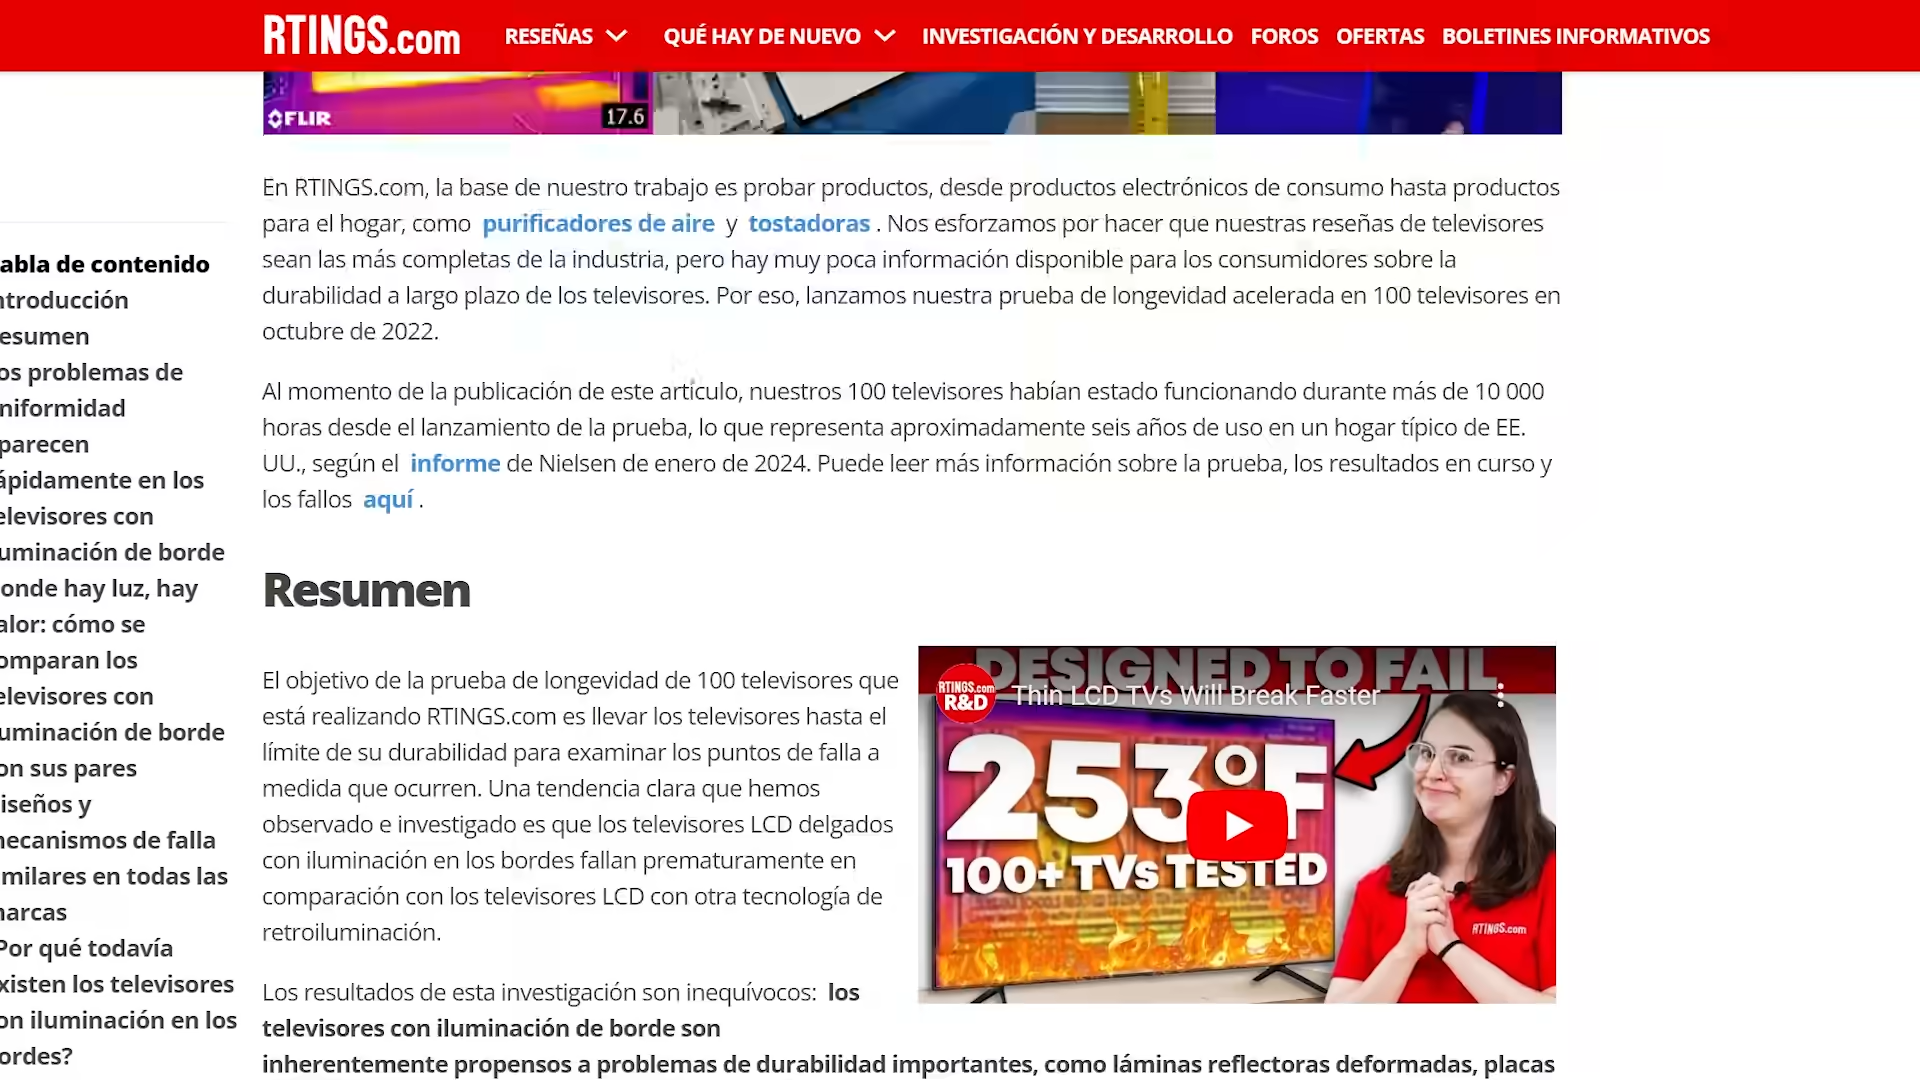 RTINGS.com RESEÑAS QUÉ HAY DE NUEVO INVESTIGACIÓN Y DESARROLLO FOROS OFERTAS BOLETINES INFORMATIVOS
FLIR 17.6
En RTINGS.com, la base de nuestro trabajo es probar productos, desde productos electrónicos de consumo hasta productos
para el hogar, como purificadores de aire y tostadoras . Nos esforzamos por hacer que nuestras reseñas de televisores
sean las más completas de la industria, pero hay muy poca información disponible para los consumidores sobre la
durabilidad a largo plazo de los televisores. Por eso, lanzamos nuestra prueba de longevidad acelerada en 100 televisores en
octubre de 2022.
Al momento de la publicación de este artículo, nuestros 100 televisores habían estado funcionando durante más de 10 000
horas desde el lanzamiento de la prueba, lo que representa aproximadamente seis años de uso en un hogar típico de EE.
UU., según el informe de Nielsen de enero de 2024. Puede leer más información sobre la prueba, los resultados en curso y
los fallos aquí .
Resumen
El objetivo de la prueba de longevidad de 100 televisores que
está realizando RTINGS.com es llevar los televisores hasta el
límite de su durabilidad para examinar los puntos de falla a
medida que ocurren. Una tendencia clara que hemos
observado e investigado es que los televisores LCD delgados
con iluminación en los bordes fallan prematuramente en
comparación con los televisores LCD con otra tecnología de
retroiluminación.
Los resultados de esta investigación son inequívocos: los
televisores con iluminación de borde son
inherentemente propensos a problemas de durabilidad importantes, como láminas reflectoras deformadas, placas
abla de contenido
ntroducción
esumen
os problemas de
niformidad
parecen
ápidamente en los
elevisores con
uminación de borde
onde hay luz, hay
alor: cómo se
omparan los
elevisores con
uminación de borde
on sus pares
iseños y
necanismos de falla
imilares en todas las
narcas
Por qué todavía
xisten los televisores
on iluminación en los
ordes?
DESIGNED TO FAIL
RTINGS.com
R&D
Thin LCD TVs Will Break Faster
253°F
100+ TVs TESTED
RTINGS.com